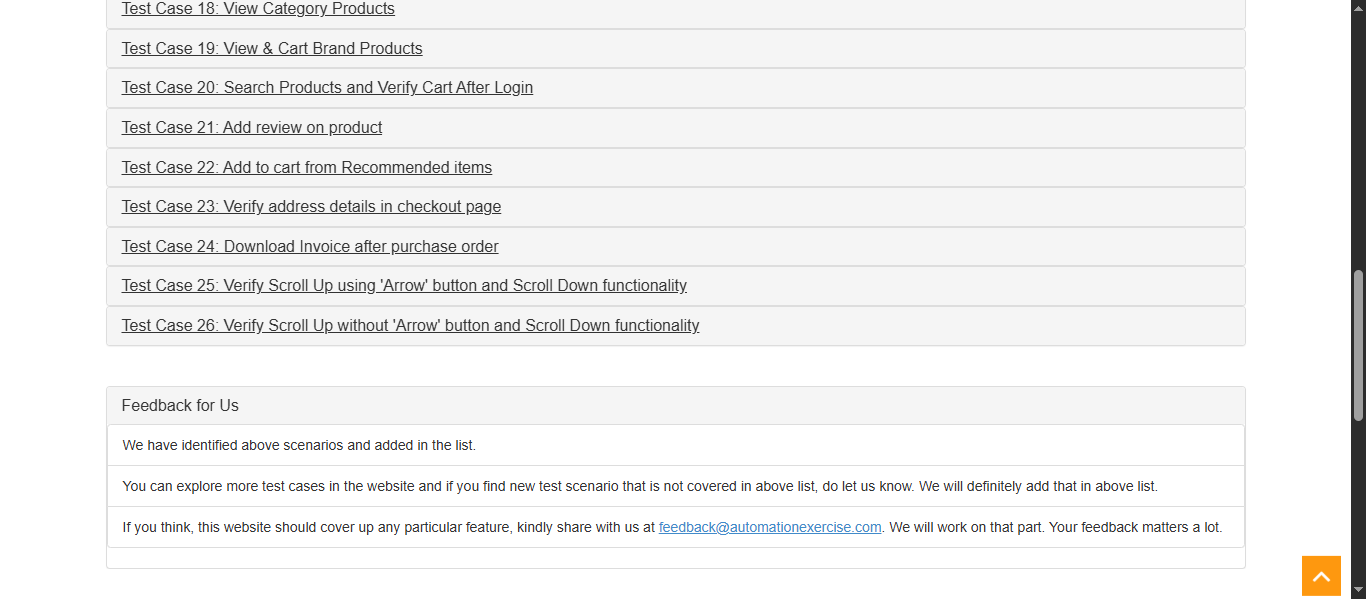 Test Case 18: View Category Products
Test Case 19: View & Cart Brand Products
Test Case 20: Search Products and Verify Cart After Login
Test Case 21: Add review on product
Test Case 22: Add to cart from Recommended items
Test Case 23: Verify address details in checkout page
Test Case 24: Download Invoice after purchase order
Test Case 25: Verify Scroll Up using 'Arrow' button and Scroll Down functionality
Test Case 26: Verify Scroll Up without 'Arrow' button and Scroll Down functionality
Feedback for Us
We have identified above scenarios and added in the list.
You can explore more test cases in the website and if you find new test scenario that is not covered in above list, do let us know. We will definitely add that in above list.
If you think, this website should cover up any particular feature, kindly share with us at feedback@automationexercise.com. We will work on that part. Your feedback matters a lot.